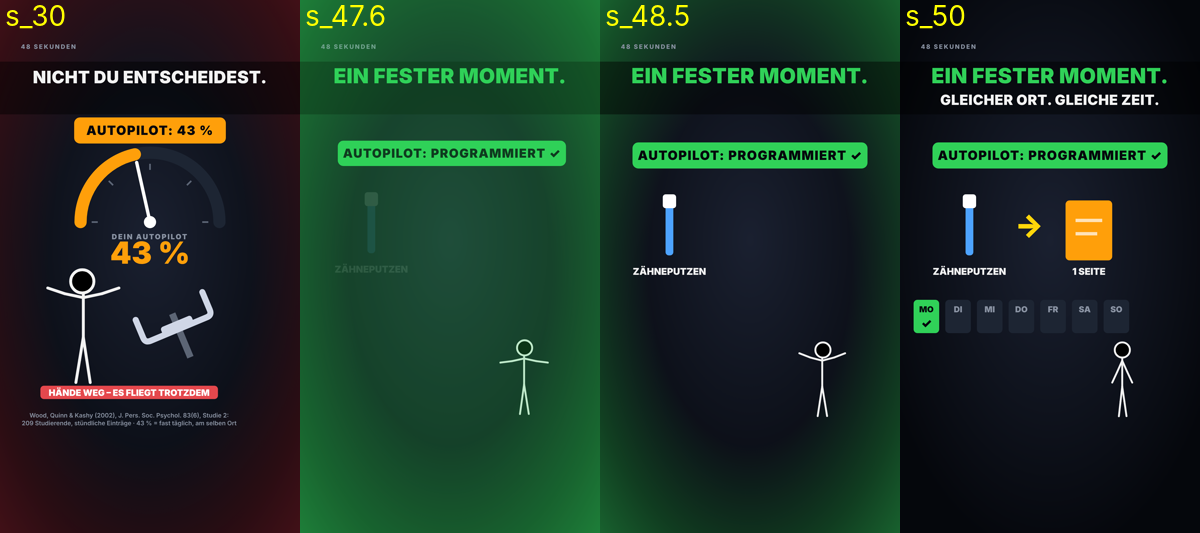 s_30
48 SEKUNDEN
NICHT DU ENTSCHEIDEST.
AUTOPILOT: 43 %
DEIN AUTOPILOT
43 %
HÄNDE WEG – ES FLIEGT TROTZDEM
Wood, Quinn & Kashy (2002), J. Pers. Soc. Psychol. 83(6), Studie 2:
209 Studierende, stündliche Einträge · 43 % = fast täglich, am selben Ort
s_47.6
48 SEKUNDEN
EIN FESTER MOMENT.
AUTOPILOT: PROGRAMMIERT ✓
ZÄHNEPUTZEN
s_48.5
48 SEKUNDEN
EIN FESTER MOMENT.
AUTOPILOT: PROGRAMMIERT ✓
ZÄHNEPUTZEN
s_50
48 SEKUNDEN
EIN FESTER MOMENT.
GLEICHER ORT. GLEICHE ZEIT.
AUTOPILOT: PROGRAMMIERT ✓
ZÄHNEPUTZEN
1 SEITE
MO DI MI DO FR SA SO
✓